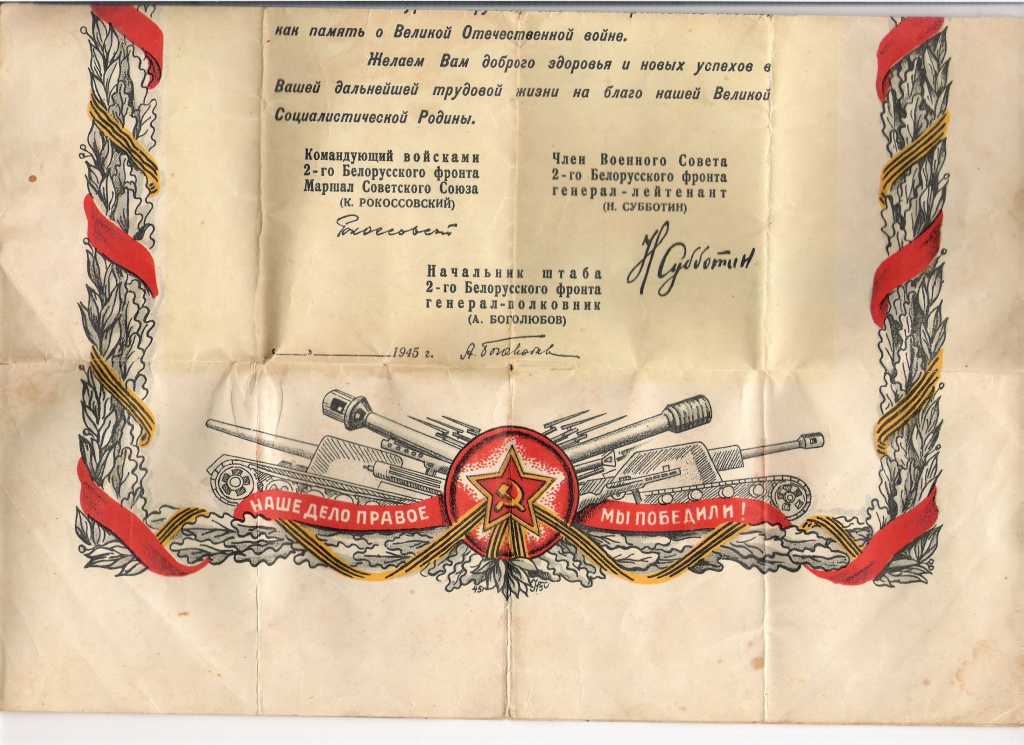 как память о Великой Отечественной войне.
Желаем Вам доброго здоровья и новых успехов в
Вашей дальнейшей трудовой жизни на благо нашей Великой
Социалистической Родины.
Командующий войсками
2-го Белорусского фронта
Маршал Советского Союза
(К. РОКОССОВСКИЙ)
Член Военного Совета
2-го Белорусского фронта
генерал-лейтенант
(Н. СУББОТИН)
Рокоссовский
Н Субботин
Начальник штаба
2-го Белорусского фронта
генерал-полковник
(А. БОГОЛЮБОВ)
"___"__________1945 г.
А. Боголюбов
НАШЕ ДЕЛО ПРАВОЕ
МЫ ПОБЕДИЛИ!